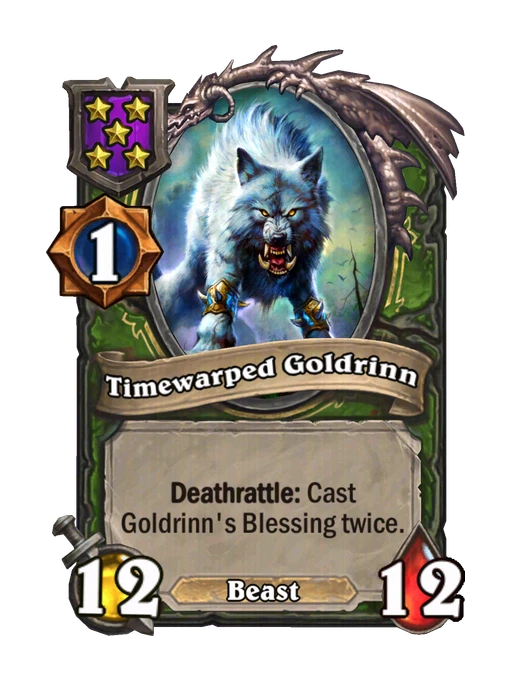 1
Timewarped Goldrinn
Deathrattle: Cast
Goldrinn's Blessing twice.
12
Beast
12